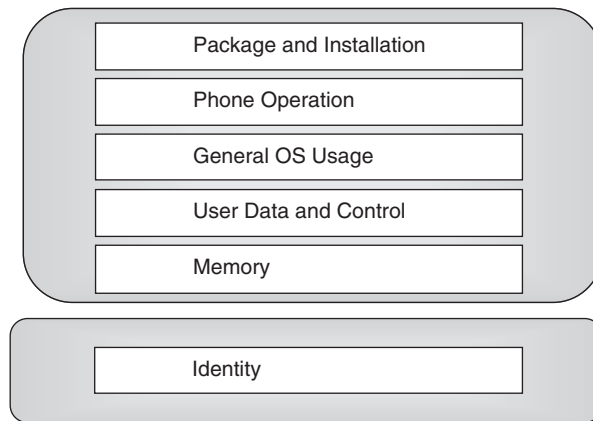 Package and Installation
Phone Operation
General OS Usage
User Data and Control
Memory
Identity